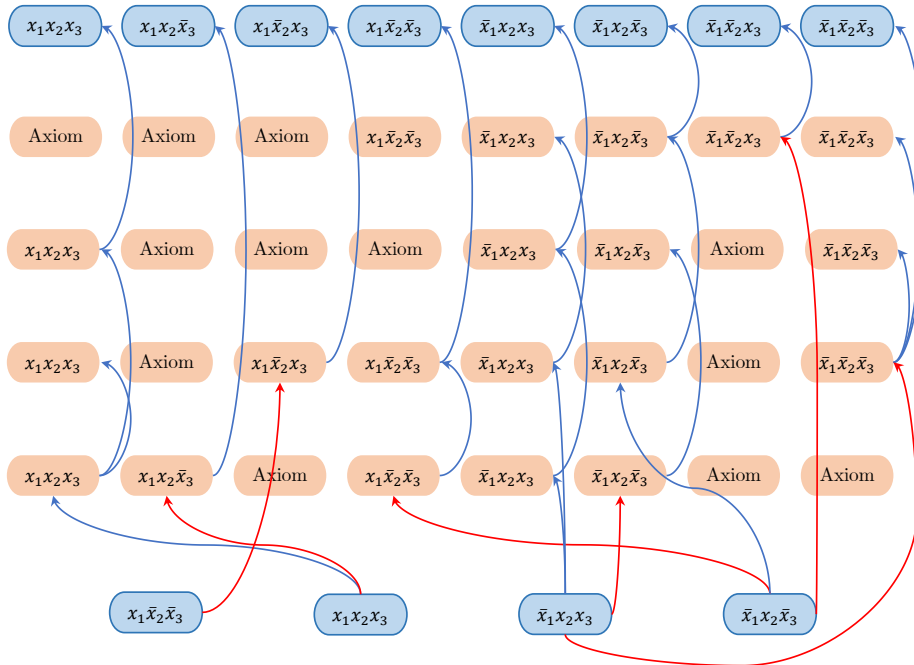 x₁x₂x₃ x₁x₂x̄₃ x₁x̄₂x₃ x₁x̄₂x̄₃ x̄₁x₂x₃ x̄₁x₂x̄₃ x̄₁x̄₂x₃ x̄₁x̄₂x̄₃
Axiom Axiom Axiom x₁x̄₂x̄₃ x̄₁x₂x₃ x̄₁x₂x̄₃ x̄₁x̄₂x₃ x̄₁x̄₂x̄₃
x₁x₂x₃ Axiom Axiom Axiom x̄₁x₂x₃ x̄₁x₂x̄₃ Axiom x̄₁x̄₂x̄₃
x₁x₂x₃ Axiom x₁x̄₂x₃ x₁x̄₂x̄₃ x̄₁x₂x₃ x̄₁x₂x̄₃ Axiom x̄₁x̄₂x̄₃
x₁x₂x₃ x₁x₂x̄₃ Axiom x₁x̄₂x̄₃ x̄₁x₂x₃ x̄₁x₂x̄₃ Axiom Axiom
x₁x̄₂x̄₃ x₁x₂x₃ x̄₁x₂x₃ x̄₁x₂x̄₃